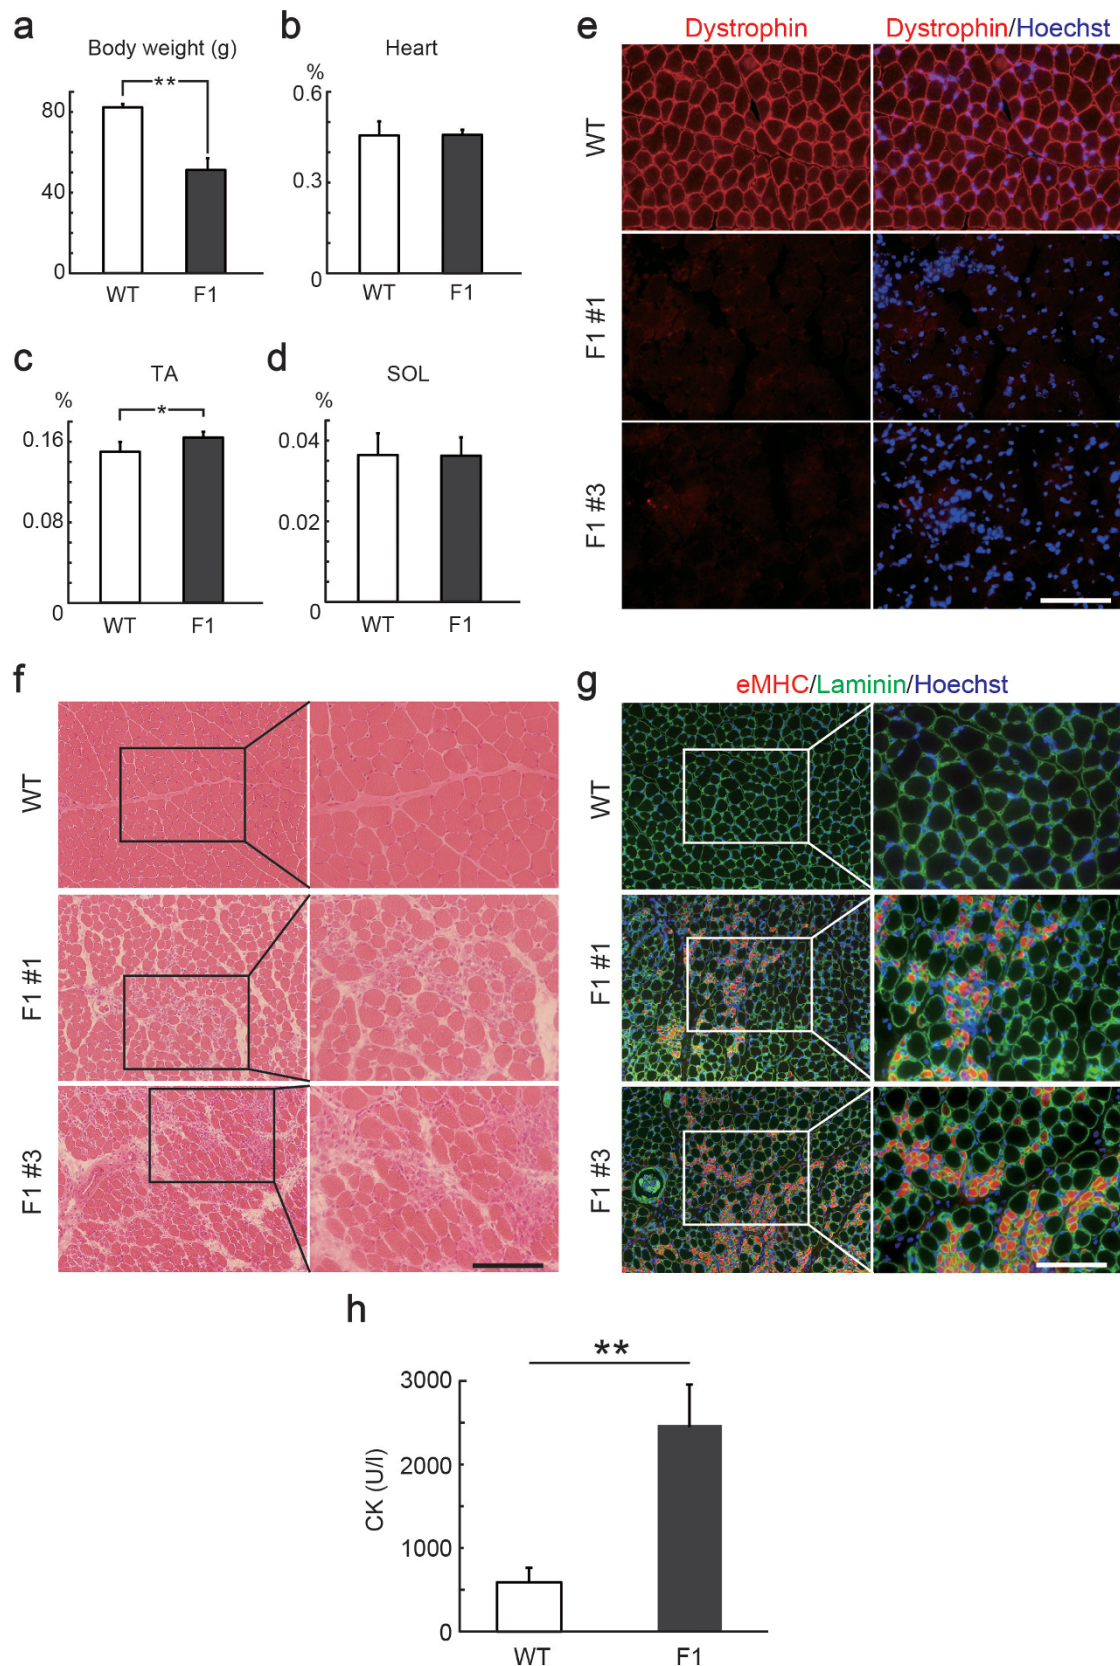 a
Body weight (g)
**
80
40
0
WT F1
b
Heart
%
0.6
0.3
0
WT F1
c
TA
%
*
0.16
0.08
0
WT F1
d
SOL
%
0.04
0.02
0
WT F1
e
Dystrophin Dystrophin/Hoechst
WT
F1 #1
F1 #3
f
WT
F1 #1
F1 #3
g
eMHC/Laminin/Hoechst
WT
F1 #1
F1 #3
h
**
3000
2000
1000
0
CK (U/l)
WT F1